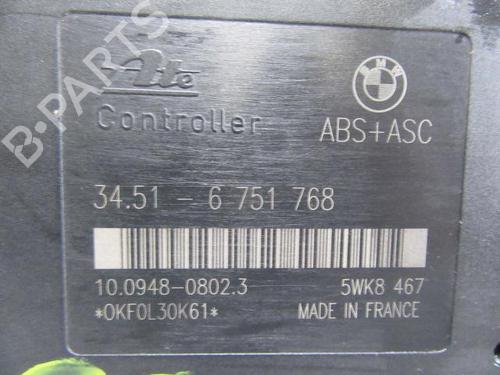 Ate
BMW
Controller
ABS+ASC
34.51 - 6 751 768
10.0948-0802.3
5WK8 467
*0KF0L30K61*
MADE IN FRANCE
B-PARTS